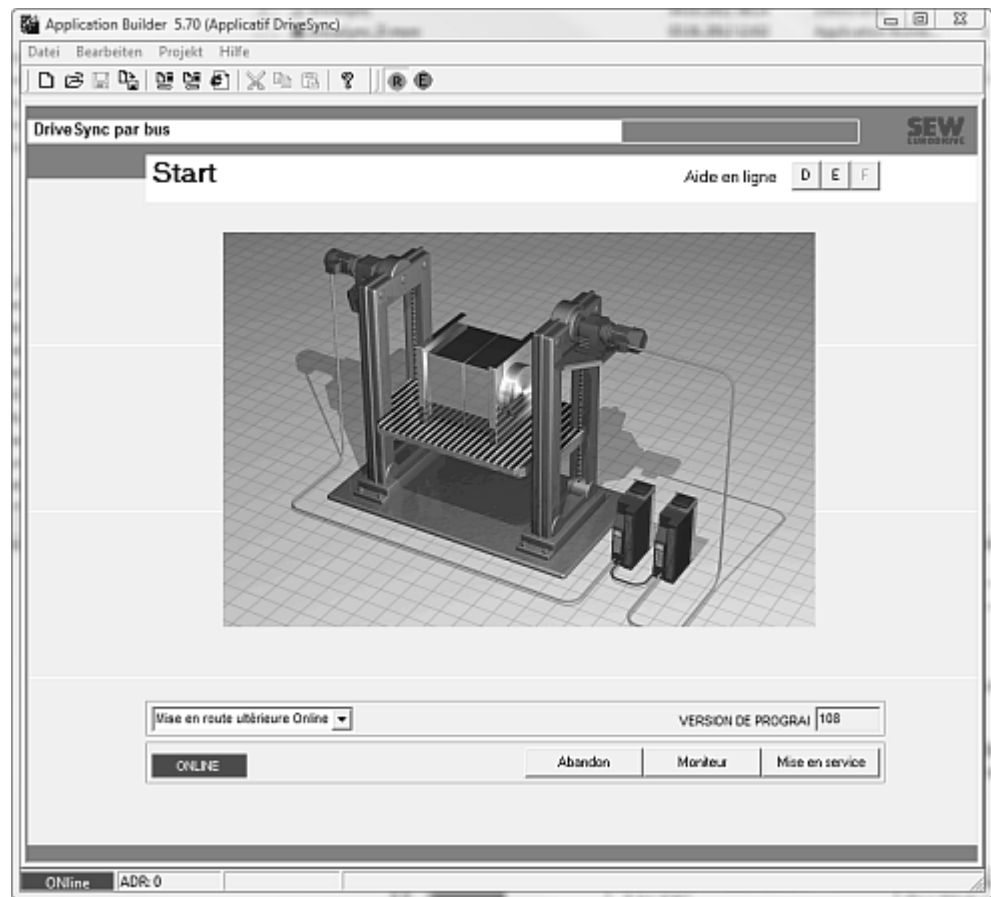 Application Builder 5.70 (Applicatif DriveSync)
Datei Bearbeiten Projekt Hilfe
R E
DriveSync par bus
SEW
EURODRIVE
Start
Aide en ligne D E F
Mise en route ultérieure Online
VERSION DE PROGRAI 108
ONLINE
Abandon Moniteur Mise en service
ONline ADR: 0